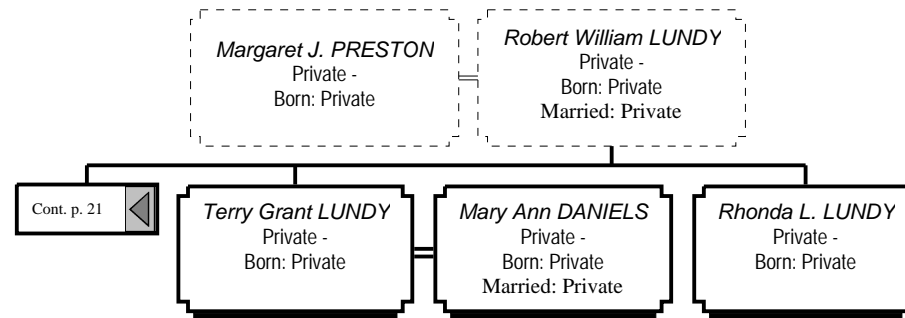 Margaret J. PRESTON
Private -
Born: Private
Robert William LUNDY
Private -
Born: Private
Married: Private
Cont. p. 21
Terry Grant LUNDY
Private -
Born: Private
Mary Ann DANIELS
Private -
Born: Private
Married: Private
Rhonda L. LUNDY
Private -
Born: Private